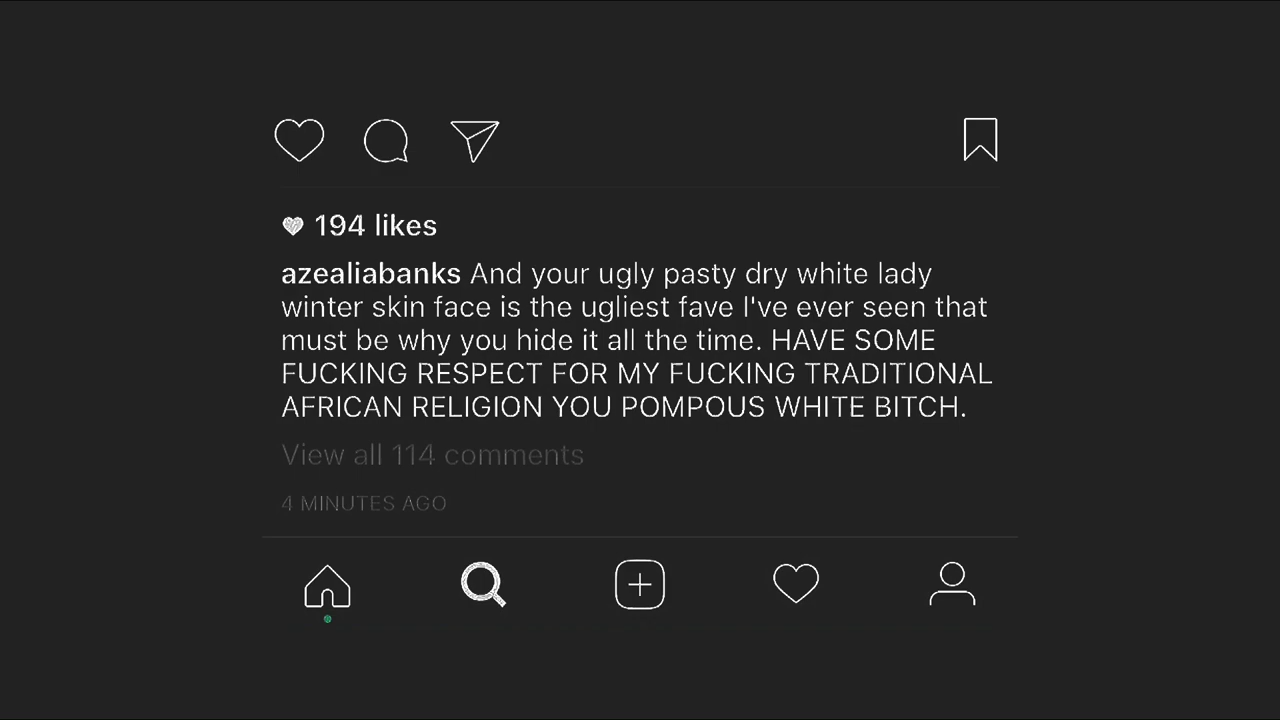 194 likes
azealiabanks And your ugly pasty dry white lady
winter skin face is the ugliest fave I've ever seen that
must be why you hide it all the time. HAVE SOME
FUCKING RESPECT FOR MY FUCKING TRADITIONAL
AFRICAN RELIGION YOU POMPOUS WHITE BITCH.
View all 114 comments
4 MINUTES AGO